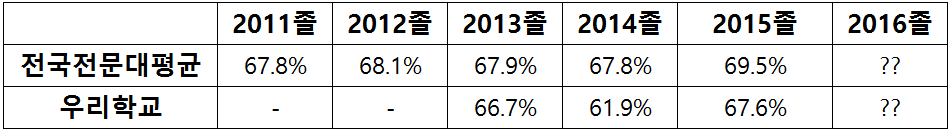 2011졸 2012졸 2013졸 2014졸 2015졸 2016졸
전국전문대평균 67.8% 68.1% 67.9% 67.8% 69.5% ??
우리학교 - - 66.7% 61.9% 67.6% ??